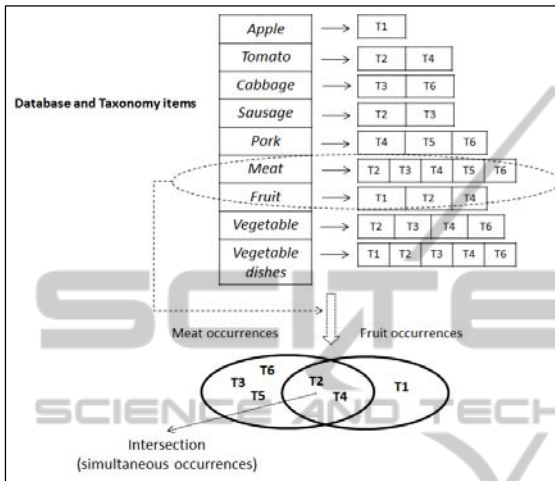 Database and Taxonomy items
Apple T1
Tomato T2 T4
Cabbage T3 T6
Sausage T2 T3
Pork T4 T5 T6
Meat T2 T3 T4 T5 T6
Fruit T1 T2 T4
Vegetable T2 T3 T4 T6
Vegetable
dishes T1 T2 T3 T4 T6
Meat occurrences Fruit occurrences
T6
T3 T2 T1
T5 T4
Intersection
(simultaneous occurrences)
SCITE
SCIENCE AND TECH